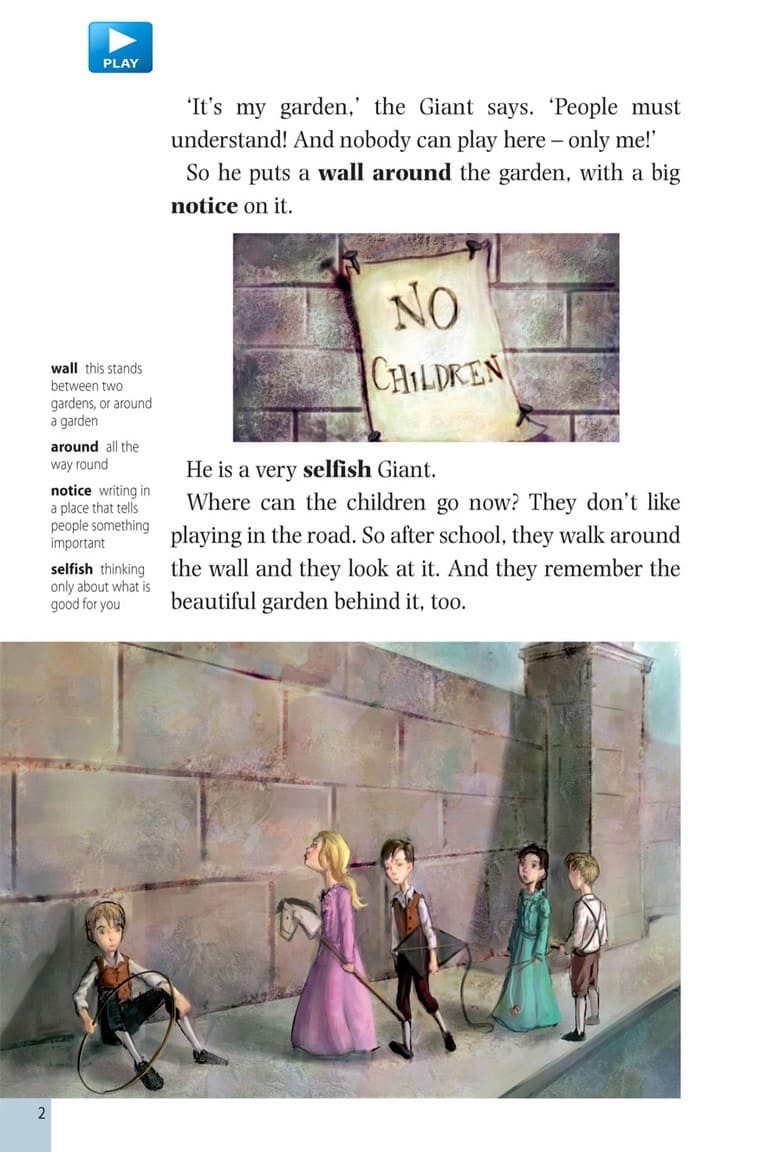 PLAY
‘It’s my garden,’ the Giant says. ‘People must
understand! And nobody can play here – only me!’
So he puts a wall around the garden, with a big
notice on it.
NO
CHILDREN
wall this stands
between two
gardens, or around
a garden
around all the
way round
notice writing in
a place that tells
people something
important
selfish thinking
only about what is
good for you
He is a very selfish Giant.
Where can the children go now? They don’t like
playing in the road. So after school, they walk around
the wall and they look at it. And they remember the
beautiful garden behind it, too.
2